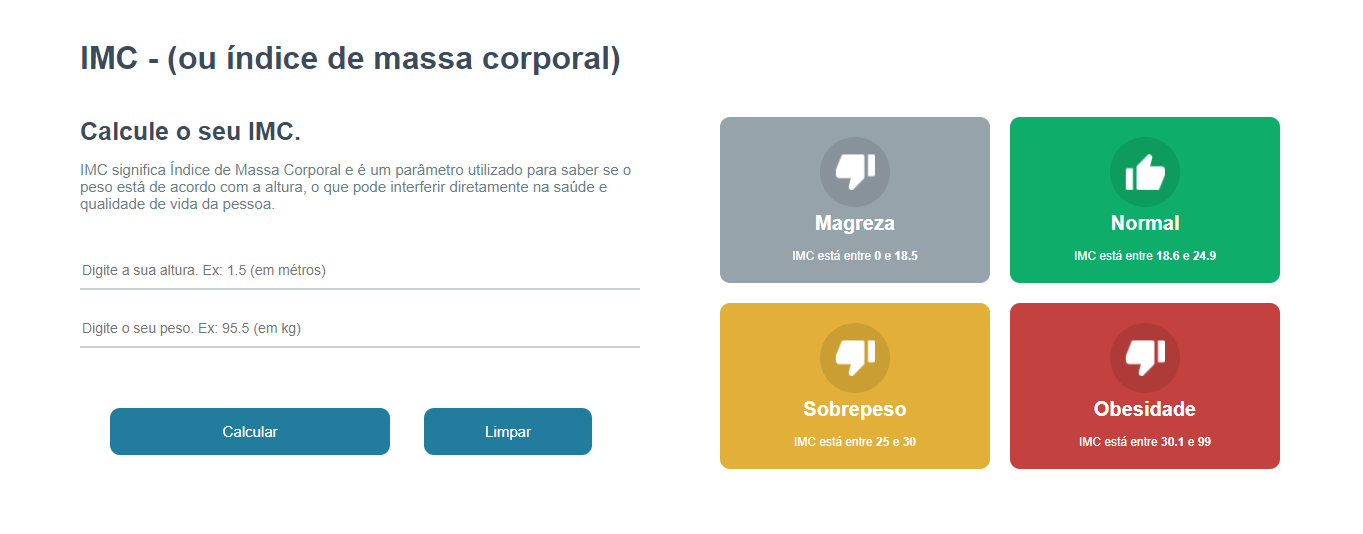 IMC - (ou índice de massa corporal)
Calcule o seu IMC.
IMC significa Índice de Massa Corporal e é um parâmetro utilizado para saber se o
peso está de acordo com a altura, o que pode interferir diretamente na saúde e
qualidade de vida da pessoa.
Digite a sua altura. Ex: 1.5 (em métros)
Digite o seu peso. Ex: 95.5 (em kg)
Calcular
Limpar
Magreza
IMC está entre 0 e 18.5
Normal
IMC está entre 18.6 e 24.9
Sobrepeso
IMC está entre 25 e 30
Obesidade
IMC está entre 30.1 e 99